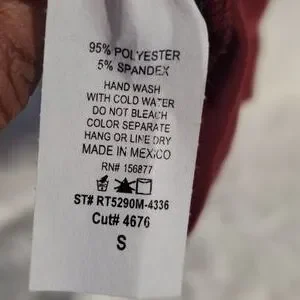 95% POLYESTER
5% SPANDEX
HAND WASH
WITH COLD WATER
DO NOT BLEACH
COLOR SEPARATE
HANG OR LINE DRY
MADE IN MEXICO
RN# 156877
ST# RT5290M-4336
Cut# 4676
S